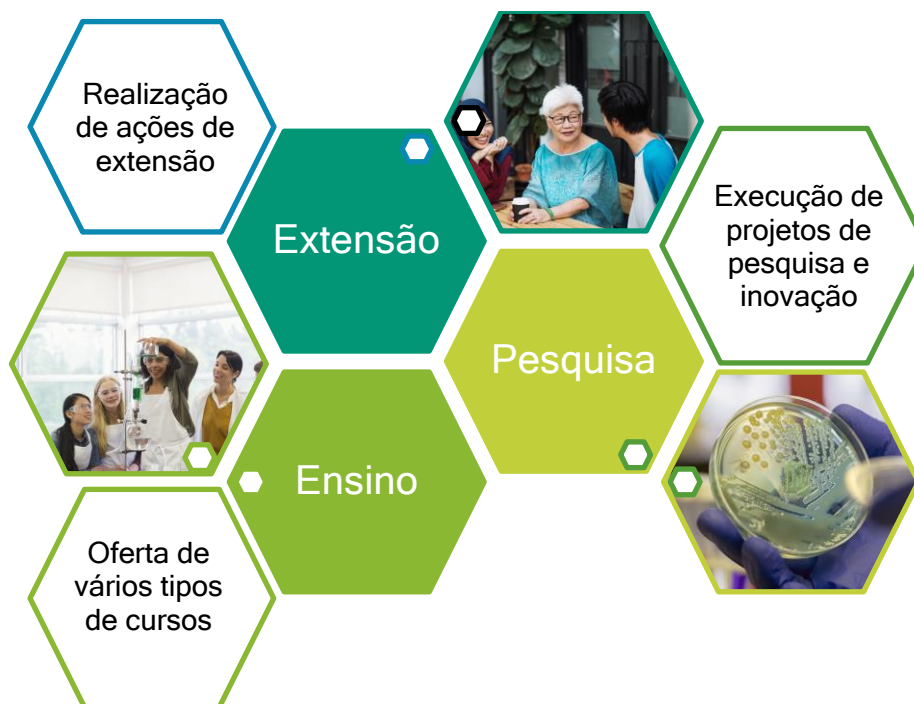 Realização
de ações de
extensão
Extensão
Execução de
projetos de
pesquisa e
inovação
Pesquisa
Ensino
Oferta de
vários tipos
de cursos